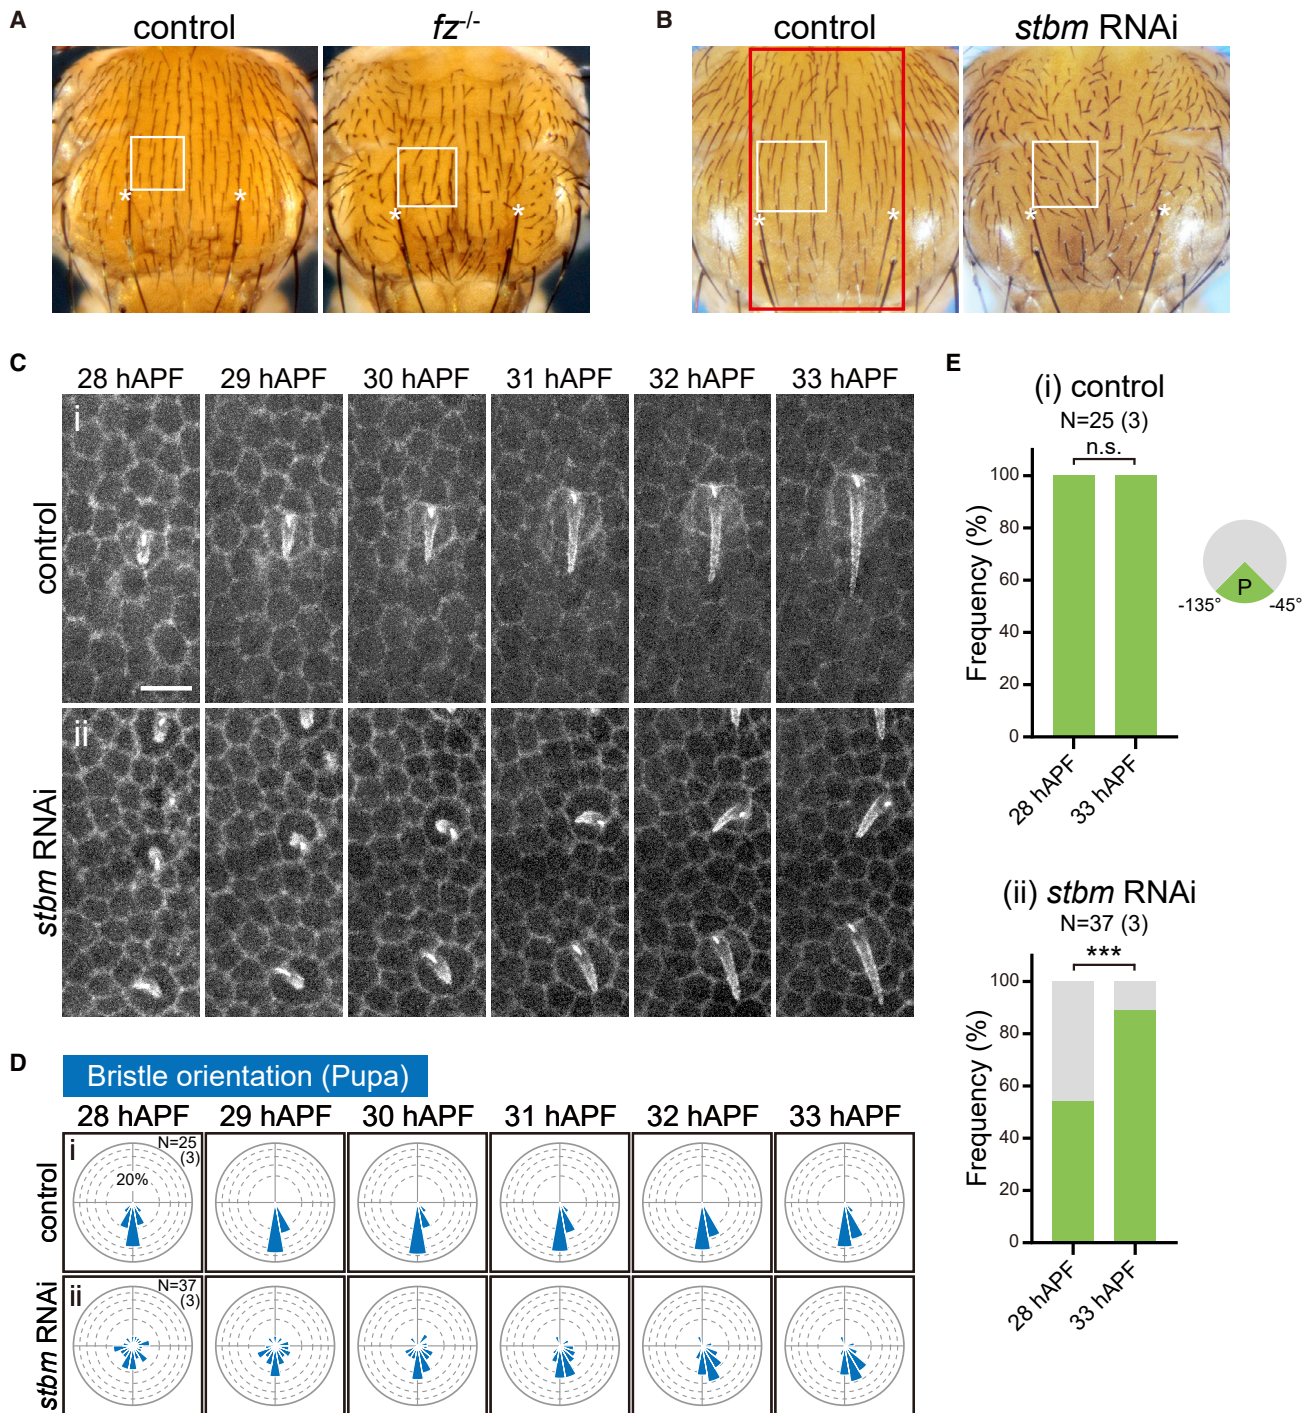 A
control
fz-/-
*
*
*
*
B
control
stbm RNAi
*
*
*
*
C
28 hAPF
29 hAPF
30 hAPF
31 hAPF
32 hAPF
33 hAPF
i
control
ii
stbm RNAi
D
Bristle orientation (Pupa)
28 hAPF
29 hAPF
30 hAPF
31 hAPF
32 hAPF
33 hAPF
i
N=25
(3)
20%
control
ii
N=37
(3)
stbm RNAi
E
(i) control
N=25 (3)
n.s.
100
80
60
40
20
0
Frequency (%)
28 hAPF
33 hAPF
P
-135°
-45°
(ii) stbm RNAi
N=37 (3)
***
100
80
60
40
20
0
Frequency (%)
28 hAPF
33 hAPF